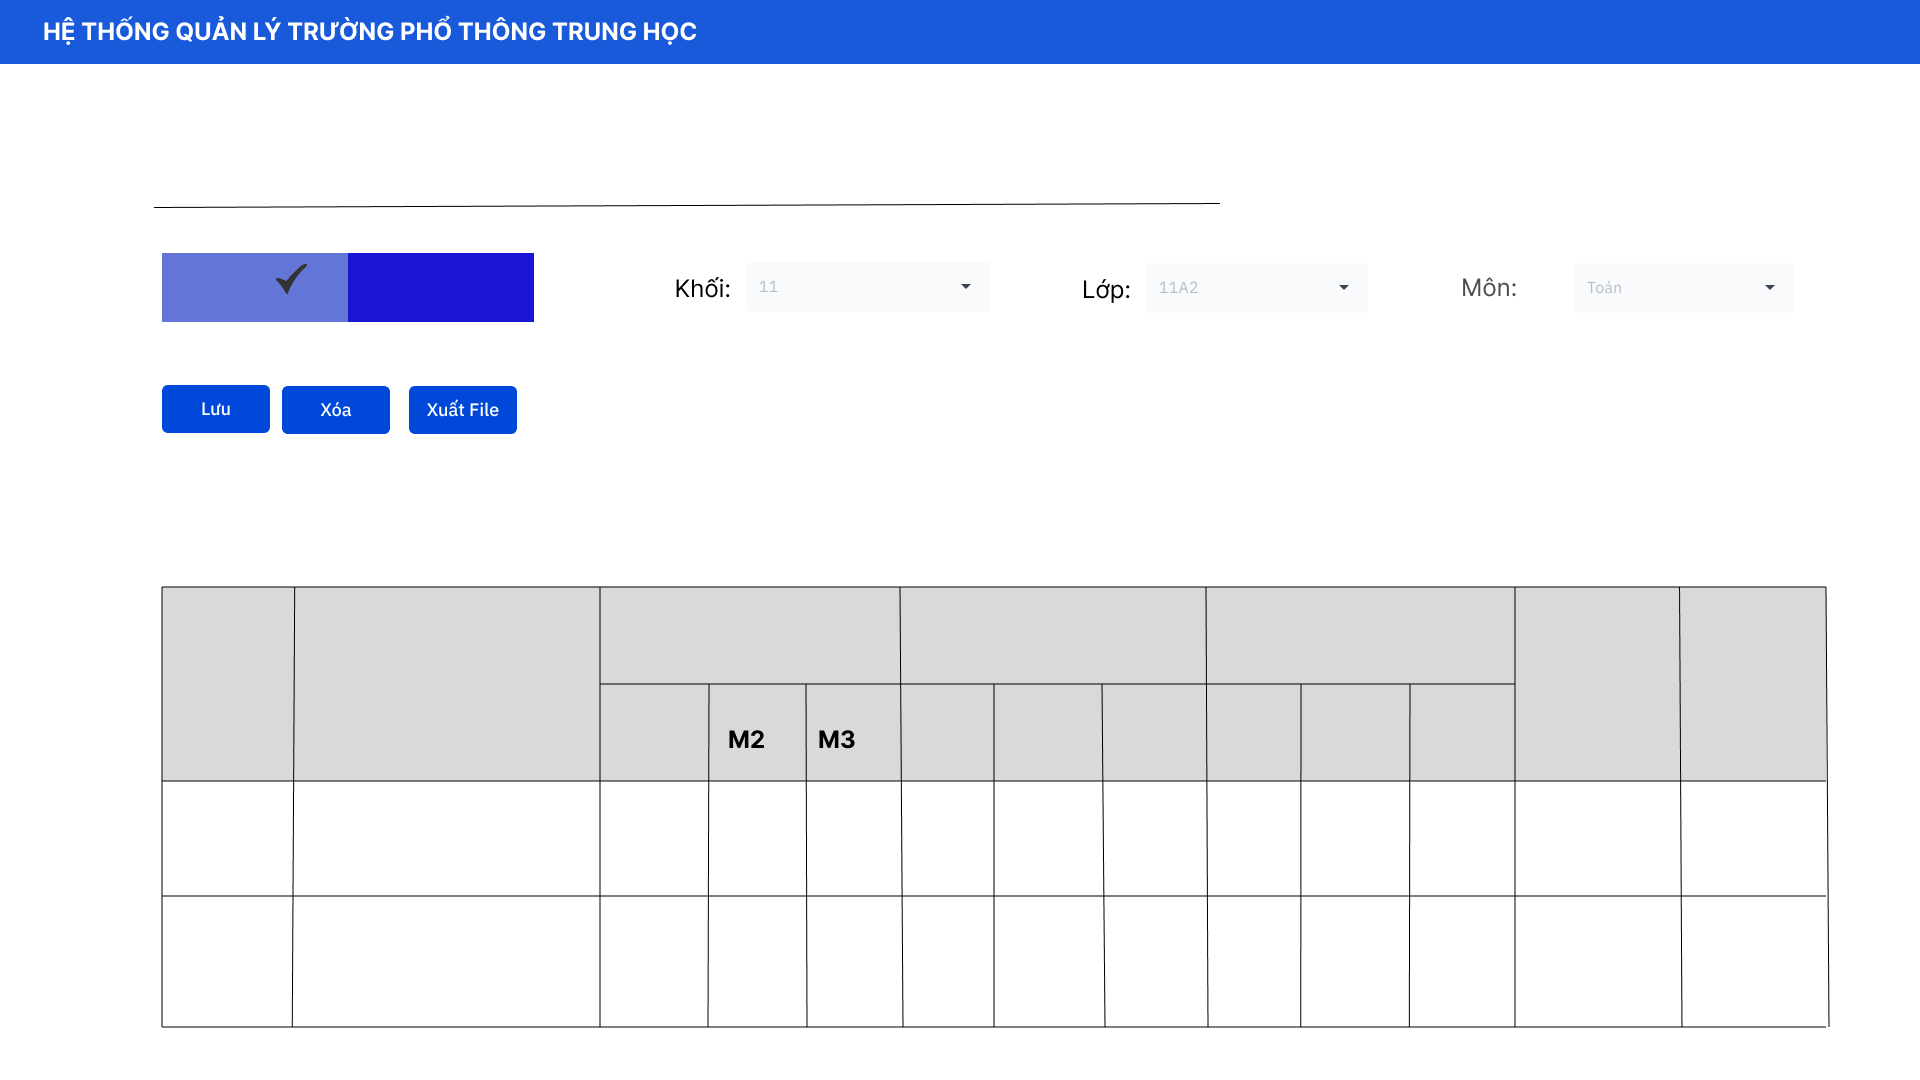 HỆ THỐNG QUẢN LÝ TRƯỜNG PHỔ THÔNG TRUNG HỌC
Khối: 11 Lớp: 11A2 Môn: Toán
Lưu Xóa Xuất File
M2 M3